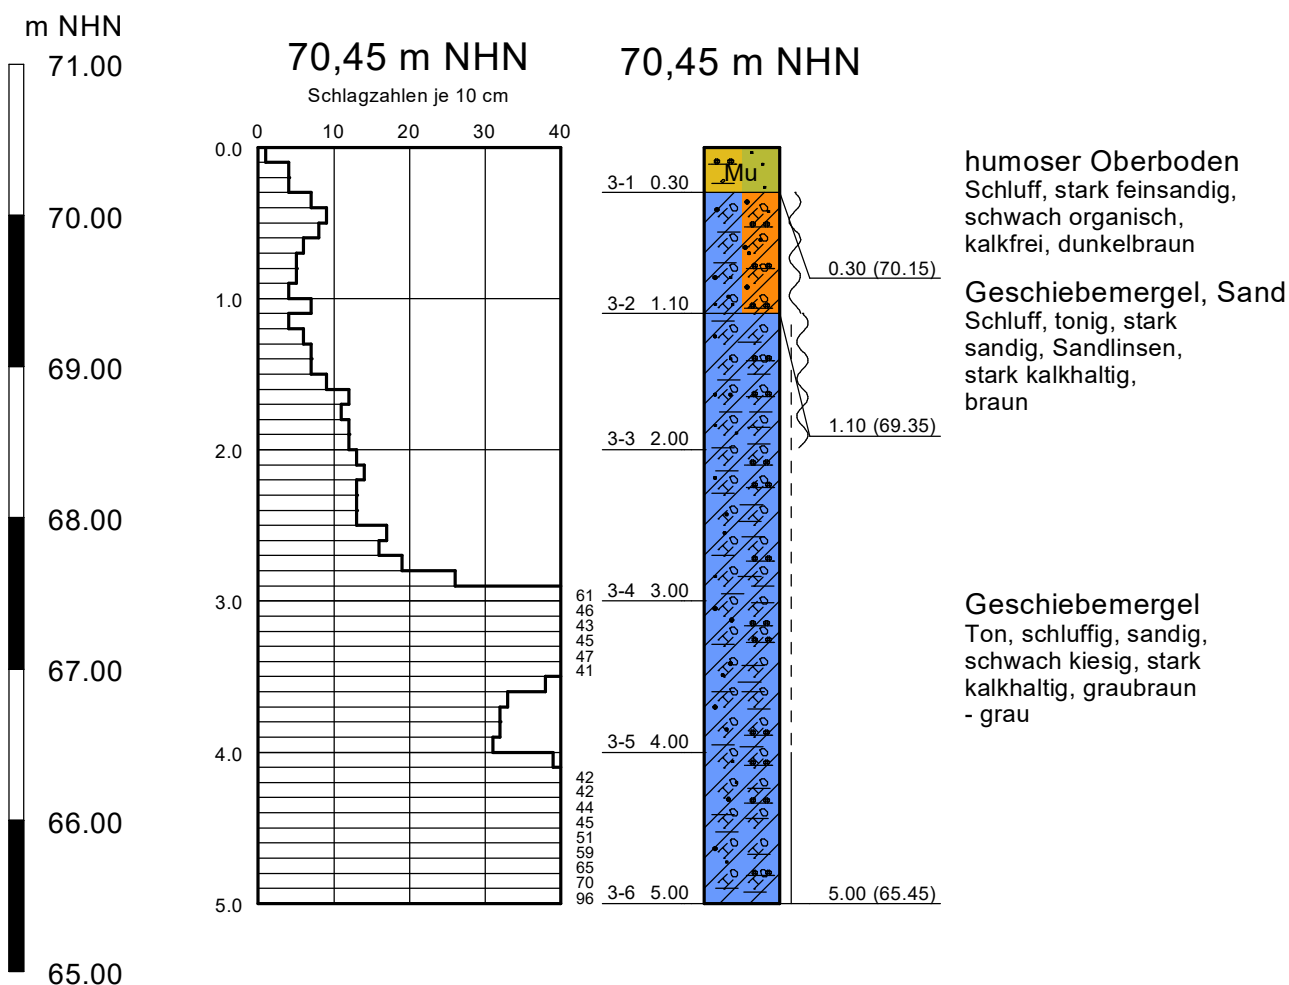 m NHN
71.00
70.00
69.00
68.00
67.00
66.00
65.00
70,45 m NHN
Schlagzahlen je 10 cm
0 10 20 30 40
0.0
1.0
2.0
3.0
4.0
5.0
61
46
43
45
47
41
42
42
44
45
51
59
65
70
96
70,45 m NHN
Mu
3-1 0.30
3-2 1.10
3-3 2.00
3-4 3.00
3-5 4.00
3-6 5.00
0.30 (70.15)
1.10 (69.35)
5.00 (65.45)
humoser Oberboden
Schluff, stark feinsandig,
schwach organisch,
kalkfrei, dunkelbraun
Geschiebemergel, Sand
Schluff, tonig, stark
sandig, Sandlinsen,
stark kalkhaltig,
braun
Geschiebemergel
Ton, schluffig, sandig,
schwach kiesig, stark
kalkhaltig, graubraun
- grau